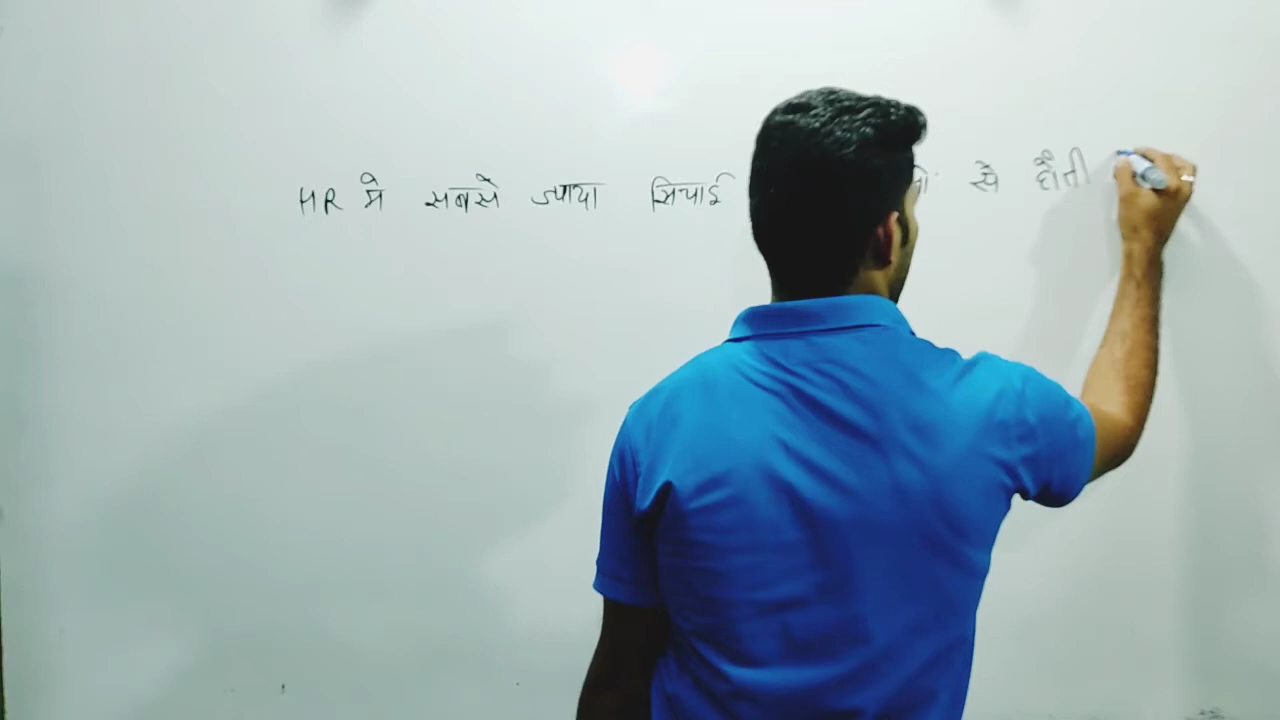 HR मे सबसे ज्यादा सिचाई से होती